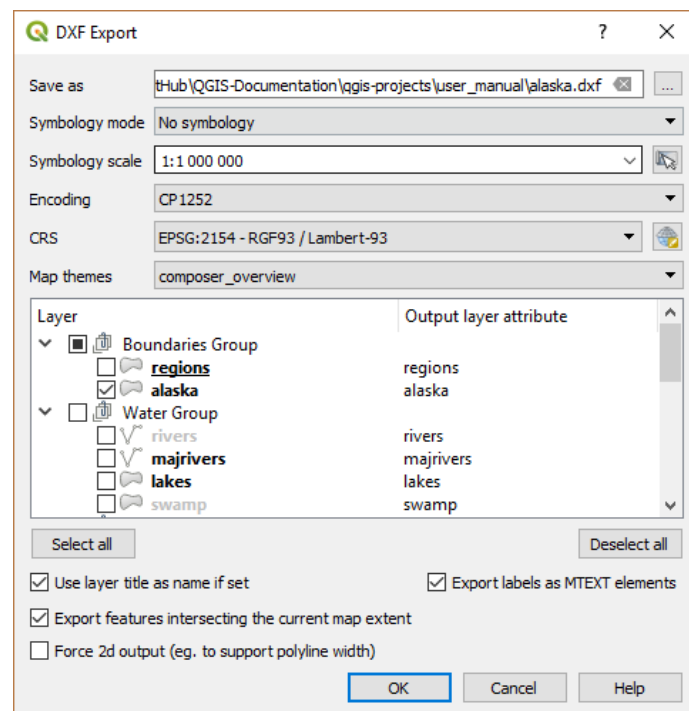 DXF Export
Save as tHub\QGIS-Documentation\qgis-projects\user_manual\alaska.dxf ...
Symbology mode No symbology
Symbology scale 1:1 000 000
Encoding CP1252
CRS EPSG:2154 - RGF93 / Lambert-93
Map themes composer_overview
Layer Output layer attribute
Boundaries Group
regions regions
alaska alaska
Water Group
rivers rivers
majrivers majrivers
lakes lakes
swamp swamp
Select all Deselect all
Use layer title as name if set Export labels as MTEXT elements
Export features intersecting the current map extent
Force 2d output (eg. to support polyline width)
OK Cancel Help